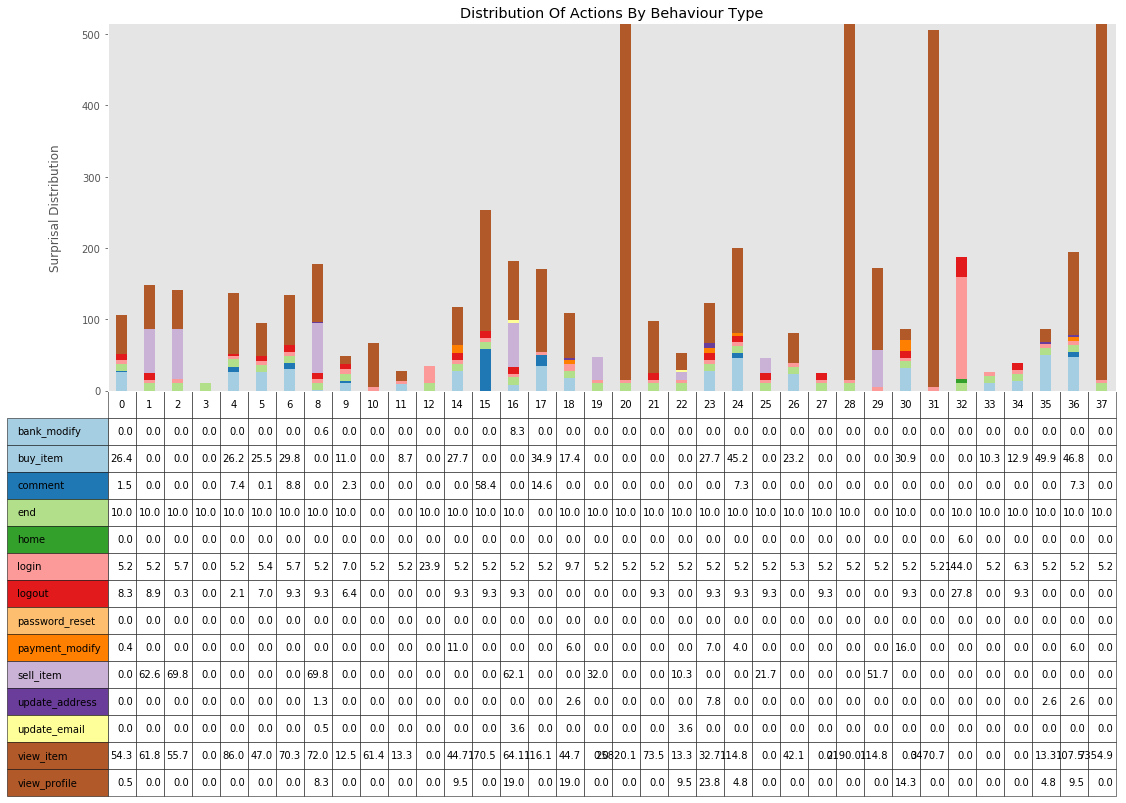 Distribution Of Actions By Behaviour Type
500
400
300
200
100
0
Surprisal Distribution
0 1 2 3 4 5 6 8 9 10 11 12 14 15 16 17 18 19 20 21 22 23 24 25 26 27 28 29 30 31 32 33 34 35 36 37
bank_modify 0.0 0.0 0.0 0.0 0.0 0.0 0.0 0.6 0.0 0.0 0.0 0.0 0.0 0.0 8.3 0.0 0.0 0.0 0.0 0.0 0.0 0.0 0.0 0.0 0.0 0.0 0.0 0.0 0.0 0.0 0.0 0.0 0.0 0.0 0.0 0.0
buy_item 26.4 0.0 0.0 0.0 26.2 25.5 29.8 0.0 11.0 0.0 8.7 0.0 27.7 0.0 0.0 34.9 17.4 0.0 0.0 0.0 0.0 27.7 45.2 0.0 23.2 0.0 0.0 0.0 30.9 0.0 0.0 10.3 12.9 49.9 46.8 0.0
comment 1.5 0.0 0.0 0.0 7.4 0.1 8.8 0.0 2.3 0.0 0.0 0.0 0.0 58.4 0.0 14.6 0.0 0.0 0.0 0.0 0.0 0.0 7.3 0.0 0.0 0.0 0.0 0.0 0.0 0.0 0.0 0.0 0.0 0.0 7.3 0.0
end 10.0 10.0 10.0 10.0 10.0 10.0 10.0 10.0 10.0 0.0 0.0 10.0 10.0 10.0 10.0 0.0 10.0 10.0 10.0 10.0 10.0 10.0 10.0 10.0 10.0 10.0 10.0 0.0 10.0 0.0 10.0 10.0 10.0 10.0 10.0 10.0
home 0.0 0.0 0.0 0.0 0.0 0.0 0.0 0.0 0.0 0.0 0.0 0.0 0.0 0.0 0.0 0.0 0.0 0.0 0.0 0.0 0.0 0.0 0.0 0.0 0.0 0.0 0.0 0.0 0.0 0.0 6.0 0.0 0.0 0.0 0.0 0.0
login 5.2 5.2 5.7 0.0 5.2 5.4 5.7 5.2 7.0 5.2 5.2 23.9 5.2 5.2 5.2 5.2 9.7 5.2 5.2 5.2 5.2 5.2 5.2 5.2 5.3 5.2 5.2 5.2 5.2 5.2 144.0 5.2 6.3 5.2 5.2 5.2
logout 8.3 8.9 0.3 0.0 2.1 7.0 9.3 9.3 6.4 0.0 0.0 0.0 9.3 9.3 9.3 0.0 0.0 0.0 0.0 9.3 0.0 9.3 9.3 9.3 0.0 9.3 0.0 0.0 9.3 0.0 27.8 0.0 9.3 0.0 0.0 0.0
password_reset 0.0 0.0 0.0 0.0 0.0 0.0 0.0 0.0 0.0 0.0 0.0 0.0 0.0 0.0 0.0 0.0 0.0 0.0 0.0 0.0 0.0 0.0 0.0 0.0 0.0 0.0 0.0 0.0 0.0 0.0 0.0 0.0 0.0 0.0 0.0 0.0
payment_modify 0.4 0.0 0.0 0.0 0.0 0.0 0.0 0.0 0.0 0.0 0.0 0.0 11.0 0.0 0.0 0.0 6.0 0.0 0.0 0.0 0.0 7.0 4.0 0.0 0.0 0.0 0.0 0.0 16.0 0.0 0.0 0.0 0.0 0.0 6.0 0.0
sell_item 0.0 62.6 69.8 0.0 0.0 0.0 0.0 69.8 0.0 0.0 0.0 0.0 0.0 0.0 62.1 0.0 0.0 32.0 0.0 0.0 10.3 0.0 0.0 21.7 0.0 0.0 0.0 51.7 0.0 0.0 0.0 0.0 0.0 0.0 0.0 0.0
update_address 0.0 0.0 0.0 0.0 0.0 0.0 0.0 1.3 0.0 0.0 0.0 0.0 0.0 0.0 0.0 0.0 2.6 0.0 0.0 0.0 0.0 7.8 0.0 0.0 0.0 0.0 0.0 0.0 0.0 0.0 0.0 0.0 0.0 2.6 2.6 0.0
update_email 0.0 0.0 0.0 0.0 0.0 0.0 0.0 0.5 0.0 0.0 0.0 0.0 0.0 0.0 3.6 0.0 0.0 0.0 0.0 0.0 3.6 0.0 0.0 0.0 0.0 0.0 0.0 0.0 0.0 0.0 0.0 0.0 0.0 0.0 0.0 0.0
view_item 54.3 61.8 55.7 0.0 86.0 47.0 70.3 72.0 12.5 61.4 13.3 0.0 44.7 170.5 64.1 116.1 44.7 73.5 13.3 32.7 114.8 0.0 42.1 114.8 44.7 0.0 0.0 0.0 13.3 107.5 7354.9
view_profile 0.5 0.0 0.0 0.0 0.0 0.0 0.0 8.3 0.0 0.0 0.0 0.0 9.5 0.0 19.0 0.0 19.0 0.0 0.0 0.0 9.5 23.8 4.8 0.0 0.0 0.0 0.0 0.0 14.3 0.0 0.0 0.0 0.0 4.8 9.5 0.0